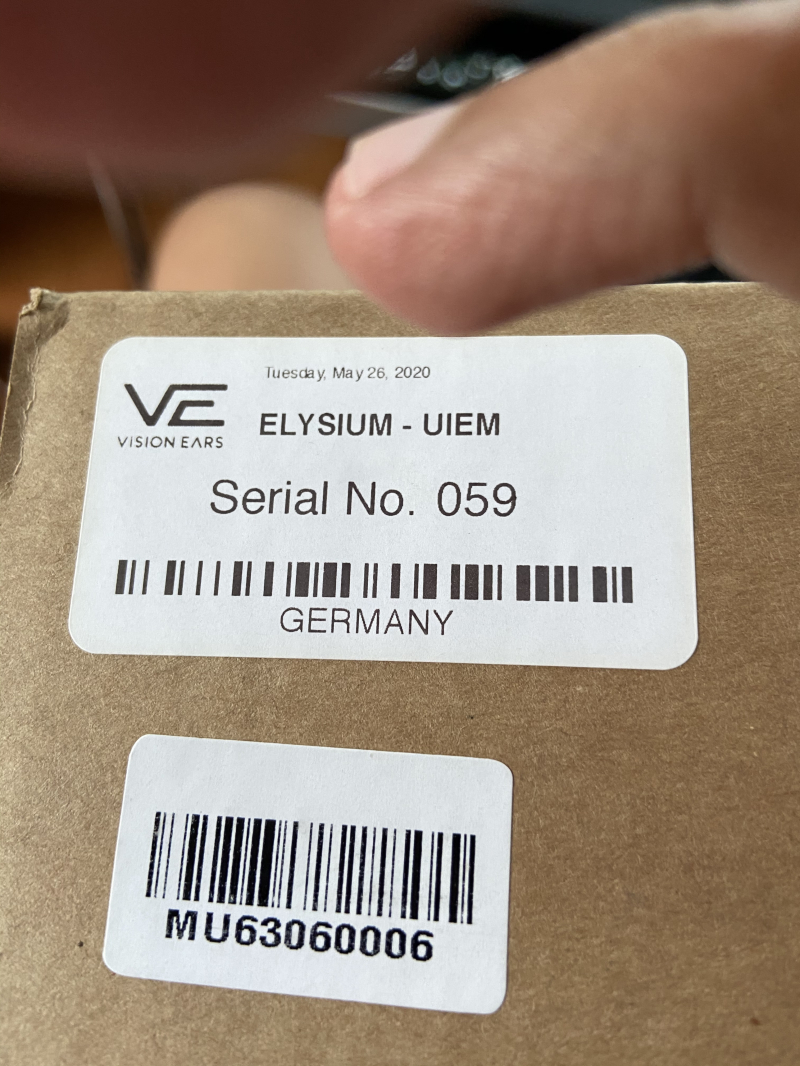 Tuesday, May 26, 2020
VE
VISION EARS
ELYSIUM - UIEM
Serial No. 059
GERMANY
MU63060006